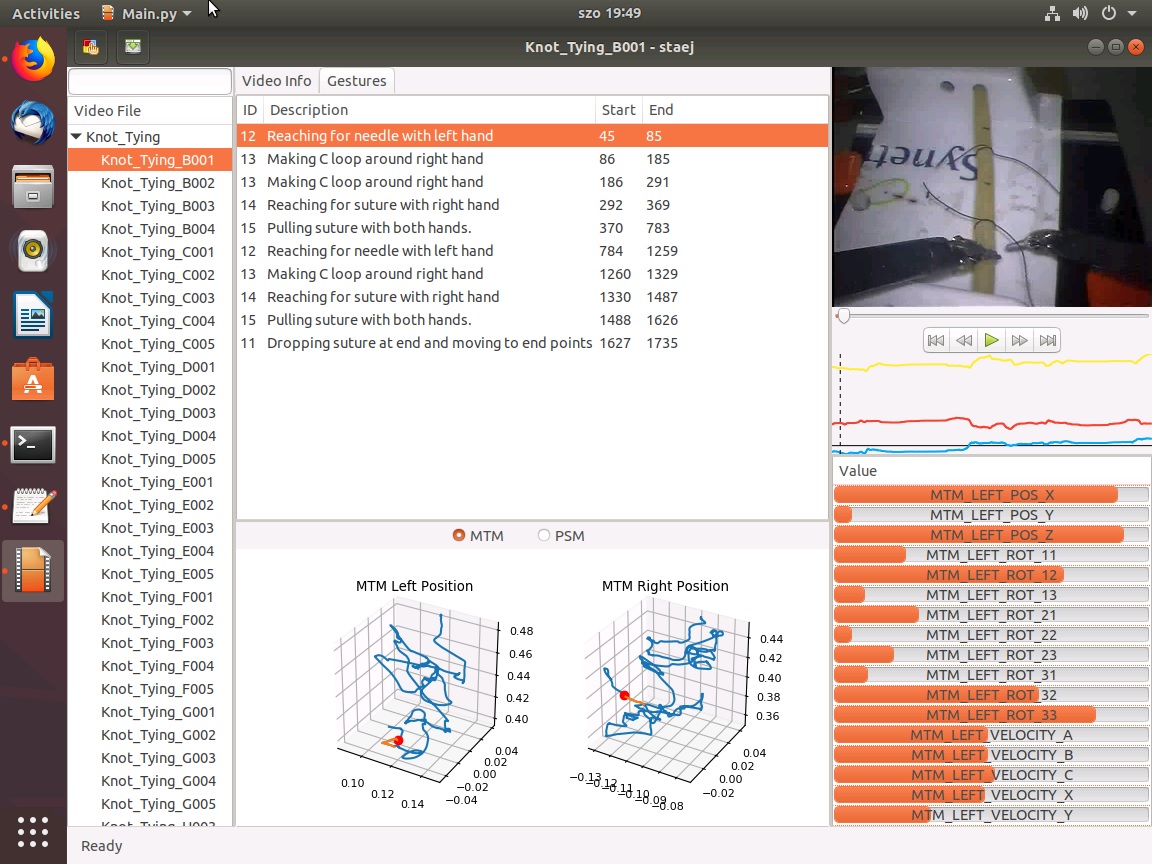 Activities Main.py szo 19:49
Knot_Tying_B001 - staej
Video File
Knot_Tying
Knot_Tying_B001
Knot_Tying_B002
Knot_Tying_B003
Knot_Tying_B004
Knot_Tying_C001
Knot_Tying_C002
Knot_Tying_C003
Knot_Tying_C004
Knot_Tying_C005
Knot_Tying_D001
Knot_Tying_D002
Knot_Tying_D003
Knot_Tying_D004
Knot_Tying_D005
Knot_Tying_E001
Knot_Tying_E002
Knot_Tying_E003
Knot_Tying_E004
Knot_Tying_E005
Knot_Tying_F001
Knot_Tying_F002
Knot_Tying_F003
Knot_Tying_F004
Knot_Tying_F005
Knot_Tying_G001
Knot_Tying_G002
Knot_Tying_G003
Knot_Tying_G004
Knot_Tying_G005
Video Info Gestures
ID Description Start End
12 Reaching for needle with left hand 45 85
13 Making C loop around right hand 86 185
13 Making C loop around right hand 186 291
14 Reaching for suture with right hand 292 369
15 Pulling suture with both hands. 370 783
12 Reaching for needle with left hand 784 1259
13 Making C loop around right hand 1260 1329
14 Reaching for suture with right hand 1330 1487
15 Pulling suture with both hands. 1488 1626
11 Dropping suture at end and moving to end points 1627 1735
MTM PSM
MTM Left Position
0.48
0.46
0.44
0.42
0.40
0.04
0.02
0.00
−0.02
−0.04
0.10
0.12
0.14
MTM Right Position
0.44
0.42
0.40
0.38
0.36
0.04
0.02
0.00
−0.02
−0.13
−0.12
−0.11
−0.10
−0.09
−0.08
Synet
Value
MTM_LEFT_POS_X
MTM_LEFT_POS_Y
MTM_LEFT_POS_Z
MTM_LEFT_ROT_11
MTM_LEFT_ROT_12
MTM_LEFT_ROT_13
MTM_LEFT_ROT_21
MTM_LEFT_ROT_22
MTM_LEFT_ROT_23
MTM_LEFT_ROT_31
MTM_LEFT_ROT_32
MTM_LEFT_ROT_33
MTM_LEFT_VELOCITY_A
MTM_LEFT_VELOCITY_B
MTM_LEFT_VELOCITY_C
MTM_LEFT_VELOCITY_X
MTM_LEFT_VELOCITY_Y
Ready